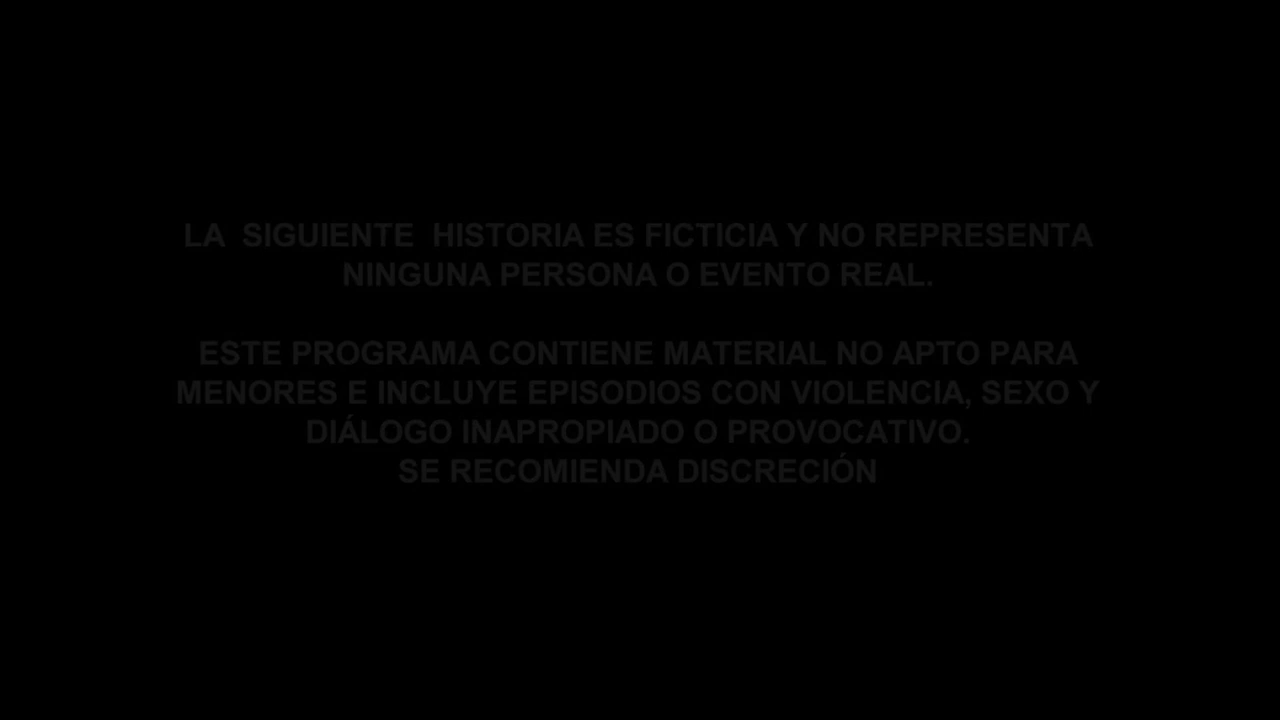 LA SIGUIENTE HISTORIA ES FICTICIA Y NO REPRESENTA
NINGUNA PERSONA O EVENTO REAL.
ESTE PROGRAMA CONTIENE MATERIAL NO APTO PARA
MENORES E INCLUYE EPISODIOS CON VIOLENCIA, SEXO Y
DIÁLOGO INAPROPIADO O PROVOCATIVO.
SE RECOMIENDA DISCRECIÓN